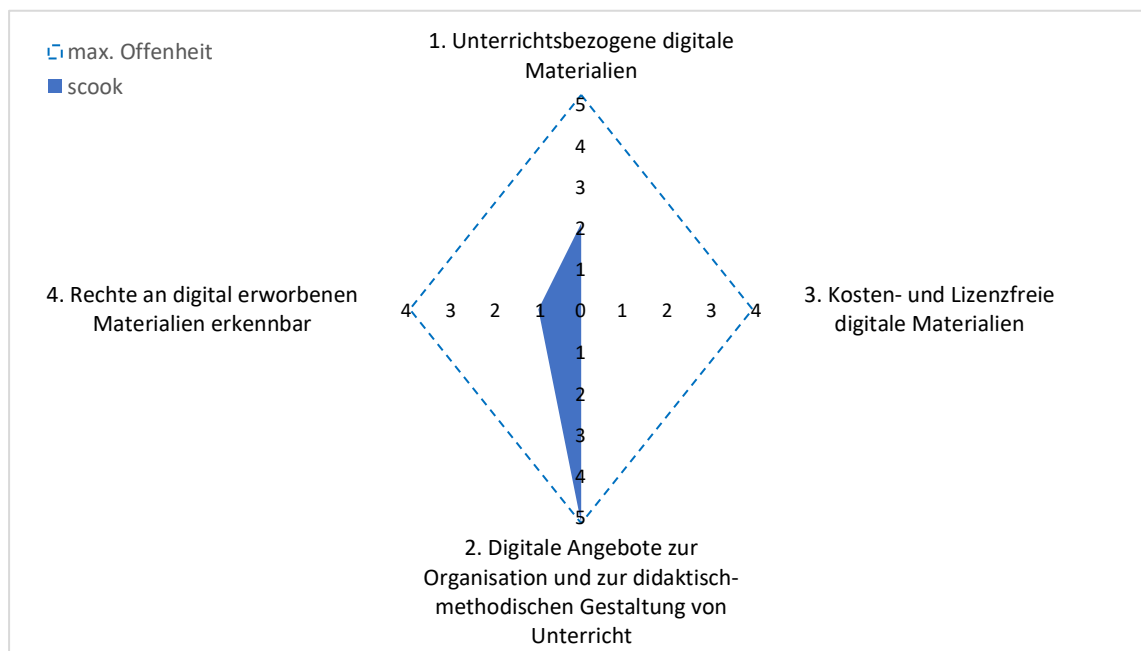 max. Offenheit
scook
1. Unterrichtsbezogene digitale
Materialien
5
4
3
2
1
4. Rechte an digital erworbenen
Materialien erkennbar
4 3 2 1 0 1 2 3 4
3. Kosten- und Lizenzfreie
digitale Materialien
1
2
3
4
5
2. Digitale Angebote zur
Organisation und zur didaktisch-
methodischen Gestaltung von
Unterricht